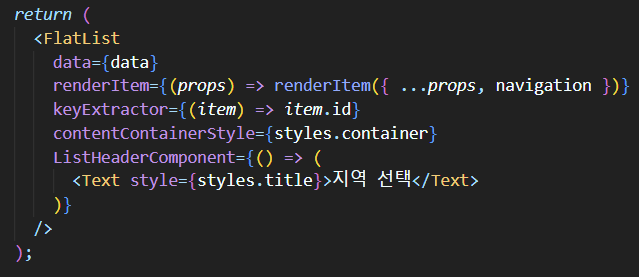 return (
<FlatList
data={data}
renderItem={(props) => renderItem({ ...props, navigation })}
keyExtractor={(item) => item.id}
contentContainerStyle={styles.container}
ListHeaderComponent={() => (
<Text style={styles.title}>지역 선택</Text>
)}
/>
);